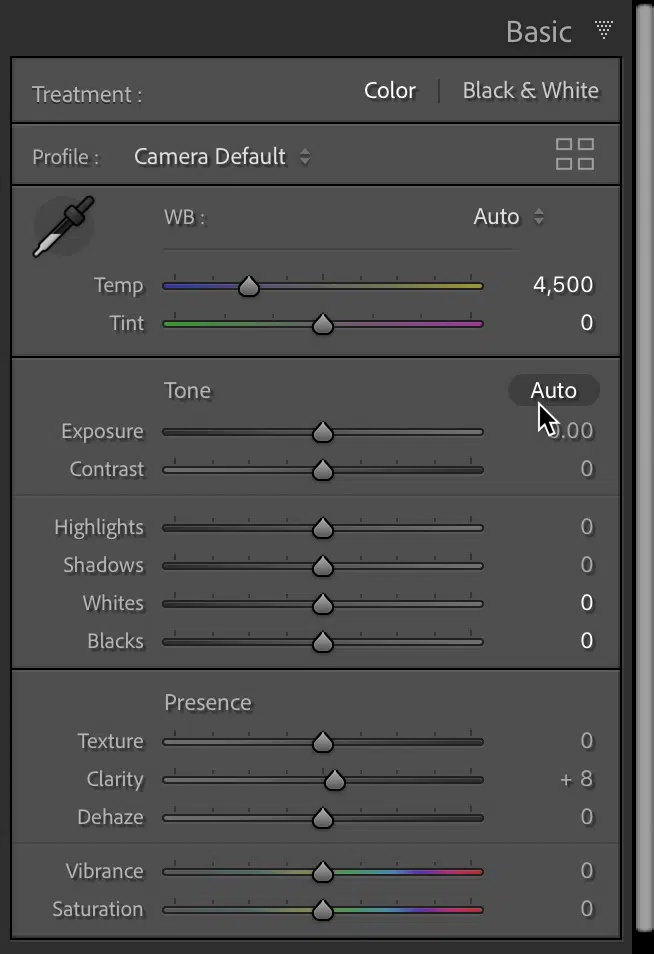 Basic
Treatment : Color | Black & White
Profile : Camera Default
WB : Auto
Temp 4,500
Tint 0
Tone Auto
Exposure 0.00
Contrast 0
Highlights 0
Shadows 0
Whites 0
Blacks 0
Presence
Texture 0
Clarity + 8
Dehaze 0
Vibrance 0
Saturation 0